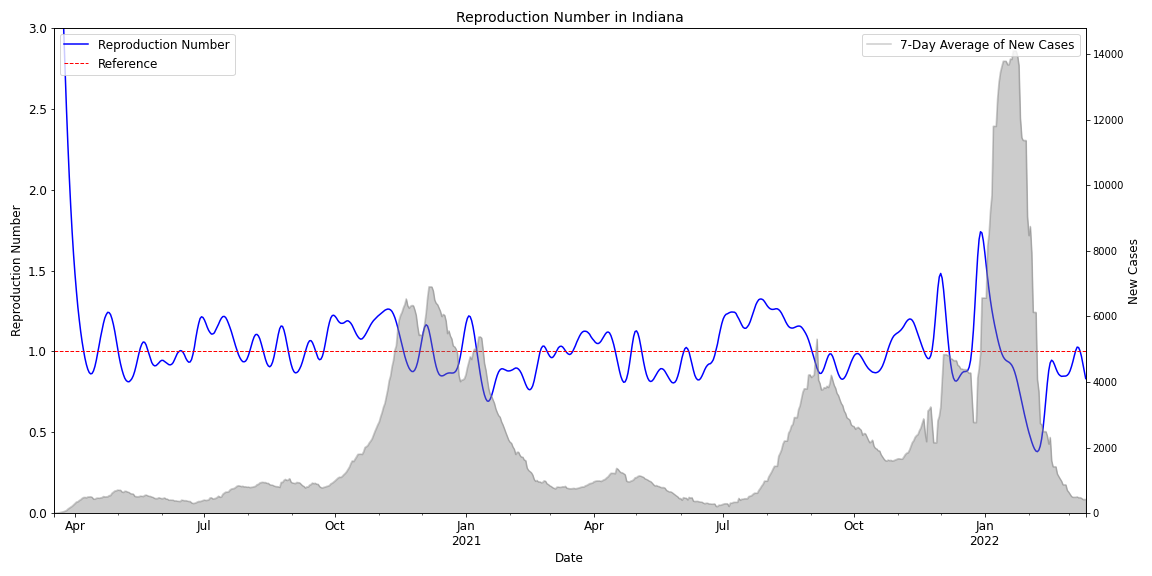 Reproduction Number in Indiana
Reproduction Number
Reference
7-Day Average of New Cases
3.0
2.5
2.0
1.5
1.0
0.5
0.0
Reproduction Number
14000
12000
10000
8000
6000
4000
2000
0
New Cases
Apr
Jul
Oct
Jan
2021
Apr
Jul
Oct
Jan
2022
Date